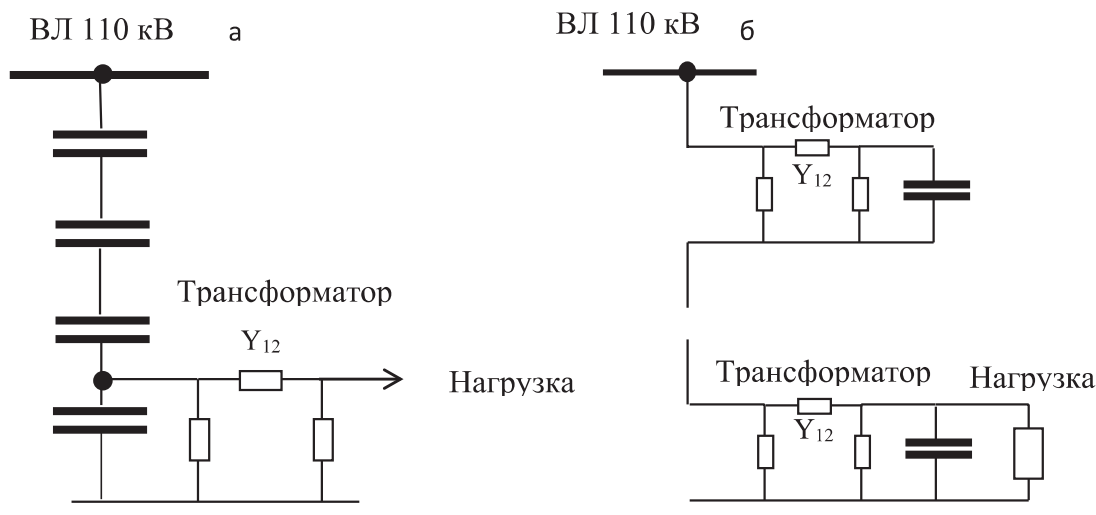 ВЛ 110 кВ а
Трансформатор
Y12
Нагрузка
ВЛ 110 кВ б
Трансформатор
Y12
Трансформатор
Нагрузка
Y12